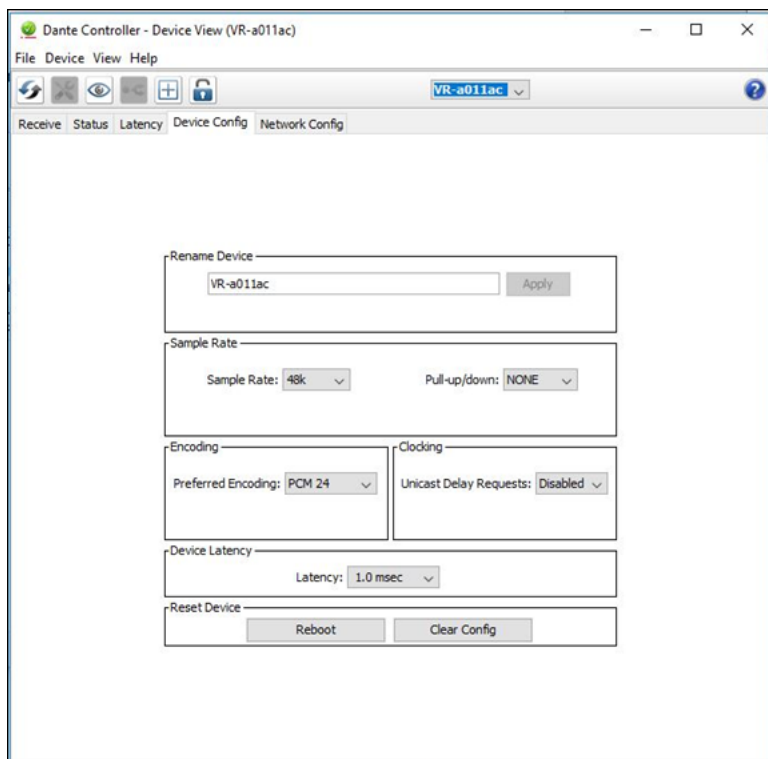 Dante Controller - Device View (VR-a011ac)
File Device View Help
VR-a011ac
Receive Status Latency Device Config Network Config
Rename Device
VR-a011ac Apply
Sample Rate
Sample Rate: 48k Pull-up/down: NONE
Encoding Clocking
Preferred Encoding: PCM 24 Unicast Delay Requests: Disabled
Device Latency
Latency: 1.0 msec
Reset Device
Reboot Clear Config